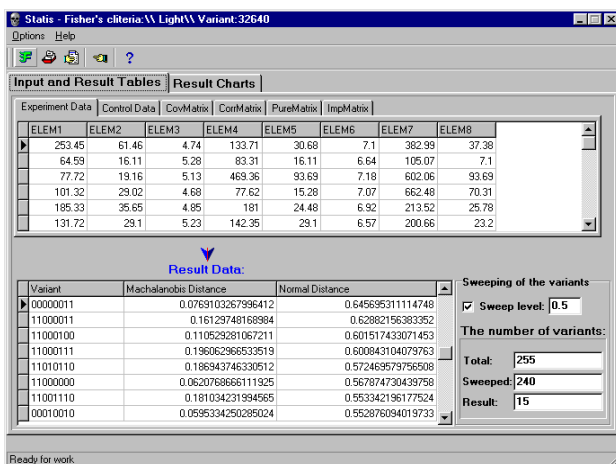 Statis - Fisher's cliteria:\\ Light\\ Variant:32640
Options Help
Input and Result Tables Result Charts
Experiment Data Control Data CovMatrix CorrMatrix PureMatrix ImpMatrix
ELEM1 ELEM2 ELEM3 ELEM4 ELEM5 ELEM6 ELEM7 ELEM8
253.45 61.46 4.74 133.71 30.68 7.1 382.99 37.38
64.59 16.11 5.28 83.31 16.11 6.64 105.07 7.1
77.72 19.16 5.13 469.36 93.69 7.18 602.06 93.69
101.32 29.02 4.68 77.62 15.28 7.07 662.48 70.31
185.33 35.65 4.85 181 24.48 6.92 213.52 25.78
131.72 29.1 5.23 142.35 29.1 6.57 200.66 23.2
Result Data:
Variant Machalanobis Distance Normal Distance
00000011 0.0769103267996412 0.645695311114748
11000011 0.16129748168984 0.62882156383352
11000100 0.110529281067211 0.601517433071453
11000111 0.196062966533519 0.600843104079763
11010110 0.186943746330512 0.572469579756508
11000000 0.0620768666111925 0.567874730439758
11001110 0.181034231994565 0.553342196177524
00010010 0.0595334250285024 0.552876094019733
Sweeping of the variants
Sweep level: 0.5
The number of variants:
Total: 255
Sweeped: 240
Result: 15
Ready for work